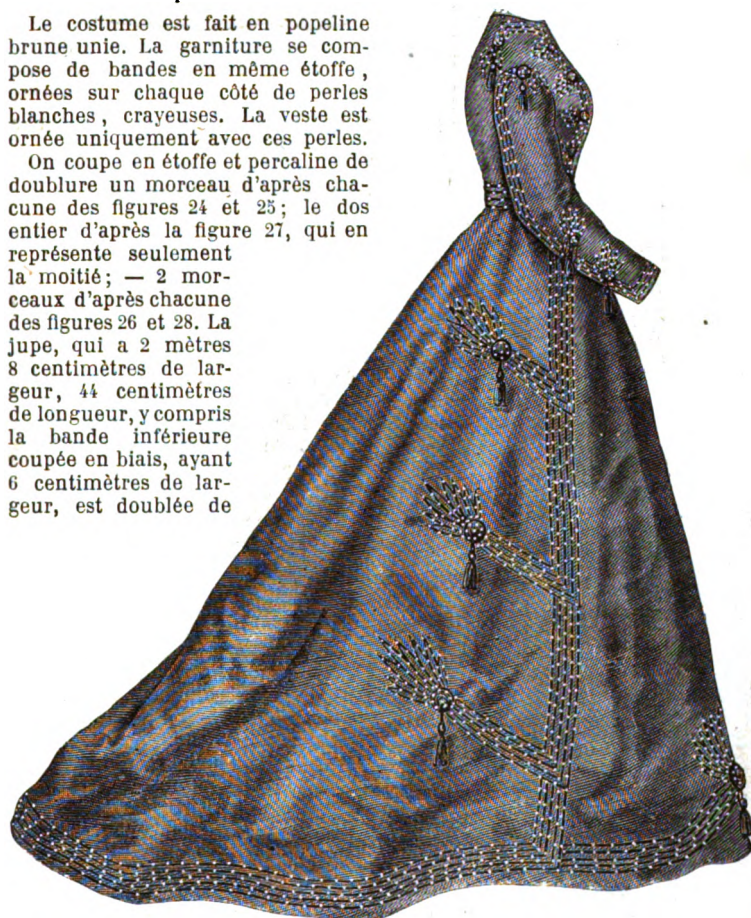 Le costume est fait en popeline
brune unie. La garniture se com-
pose de bandes en même étoffe,
ornées sur chaque côté de perles
blanches, crayeuses. La veste est
ornée uniquement avec ces perles.
On coupe en étoffe et percaline de
doublure un morceau d'après cha-
cune des figures 24 et 25; le dos
entier d'après la figure 27, qui en
représente seulement
la moitié; — 2 mor-
ceaux d'après chacune
des figures 26 et 28. La
jupe, qui a 2 mètres
8 centimètres de lar-
geur, 44 centimètres
de longueur, y compris
la bande inférieure
coupée en biais, ayant
6 centimètres de lar-
geur, est doublée de